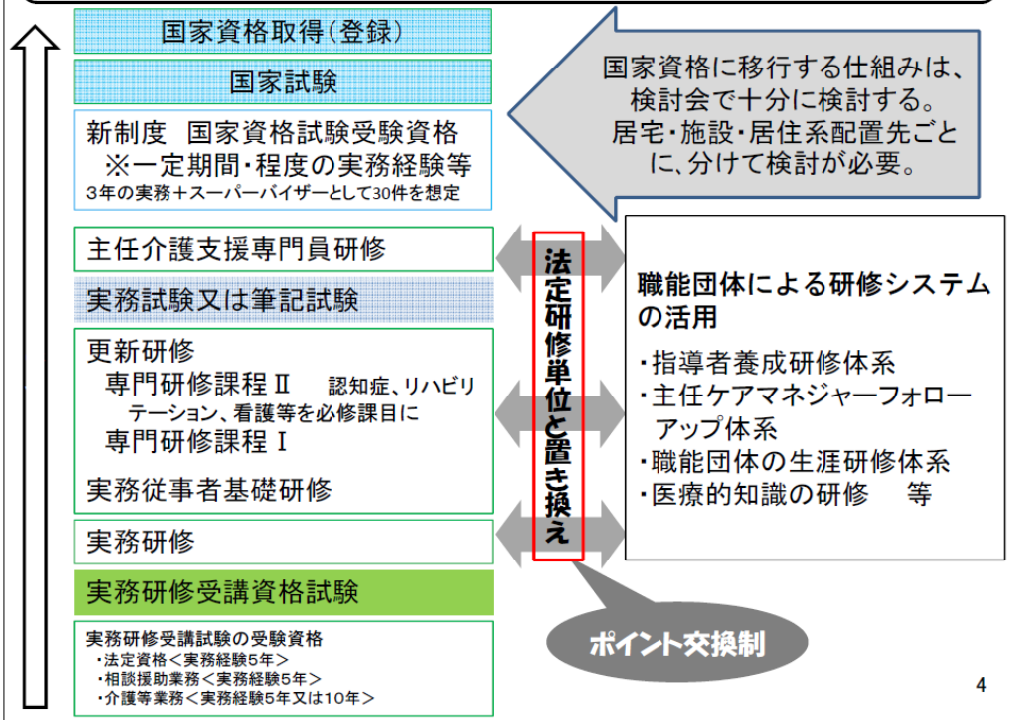 国家資格取得(登録)
国家試験
新制度 国家資格試験受験資格
※一定期間・程度の実務経験等
3年の実務+スーパーバイザーとして30件を想定
国家資格に移行する仕組みは、
検討会で十分に検討する。
居宅・施設・居住系配置先ごと
に、分けて検討が必要。
主任介護支援専門員研修
実務試験又は筆記試験
更新研修
専門研修課程Ⅱ 認知症、リハビリ
テーション、看護等を必修課目に
専門研修課程Ⅰ
実務従事者基礎研修
実務研修
実務研修受講資格試験
実務研修受講試験の受験資格
・法定資格<実務経験5年>
・相談援助業務<実務経験5年>
・介護等業務<実務経験5年又は10年>
法定研修単位と置き換え
ポイント交換制
職能団体による研修システム
の活用
・指導者養成研修体系
・主任ケアマネジャーフォロー
アップ体系
・職能団体の生涯研修体系
・医療的知識の研修 等
4